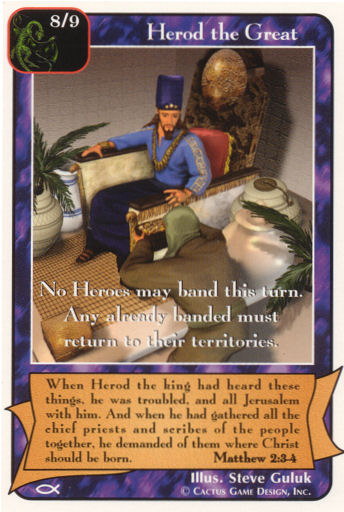 8/9
Herod the Great
No Heroes may band this turn.
Any already banded must
return to their territories.
When Herod the king had heard these
things, he was troubled, and all Jerusalem
with him. And when he had gathered all the
chief priests and scribes of the people
together, he demanded of them where Christ
should be born. Matthew 2:3-4
Illus. Steve Guluk
© Cactus Game Design, Inc.